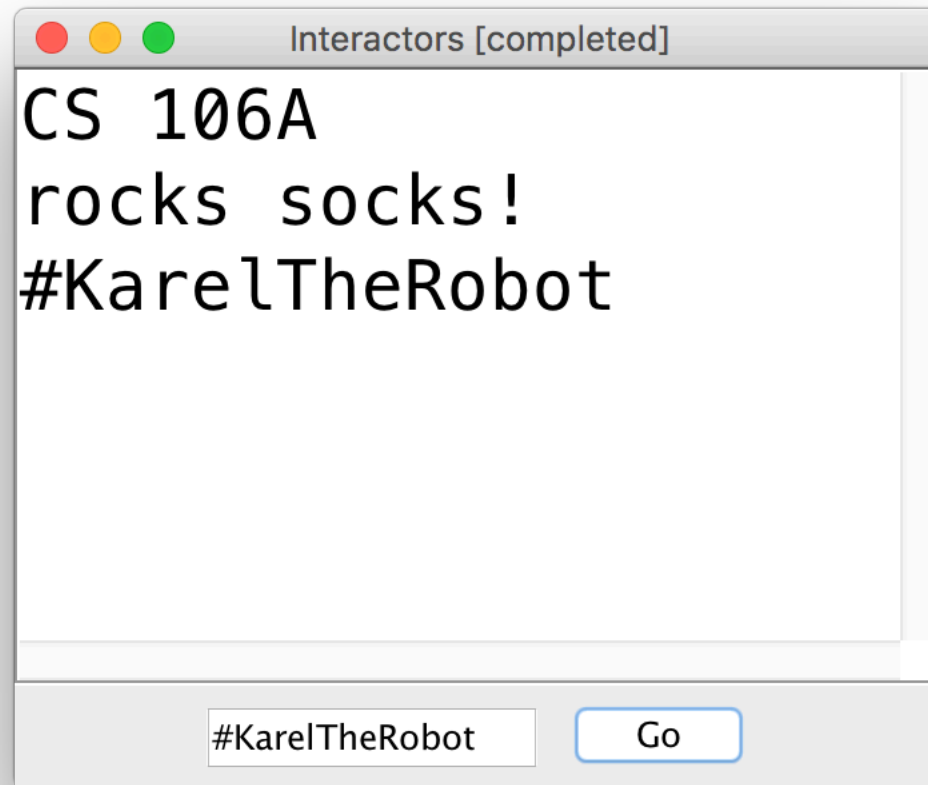 Interactors [completed]
CS 106A
rocks socks!
#KarelTheRobot
#KarelTheRobot Go